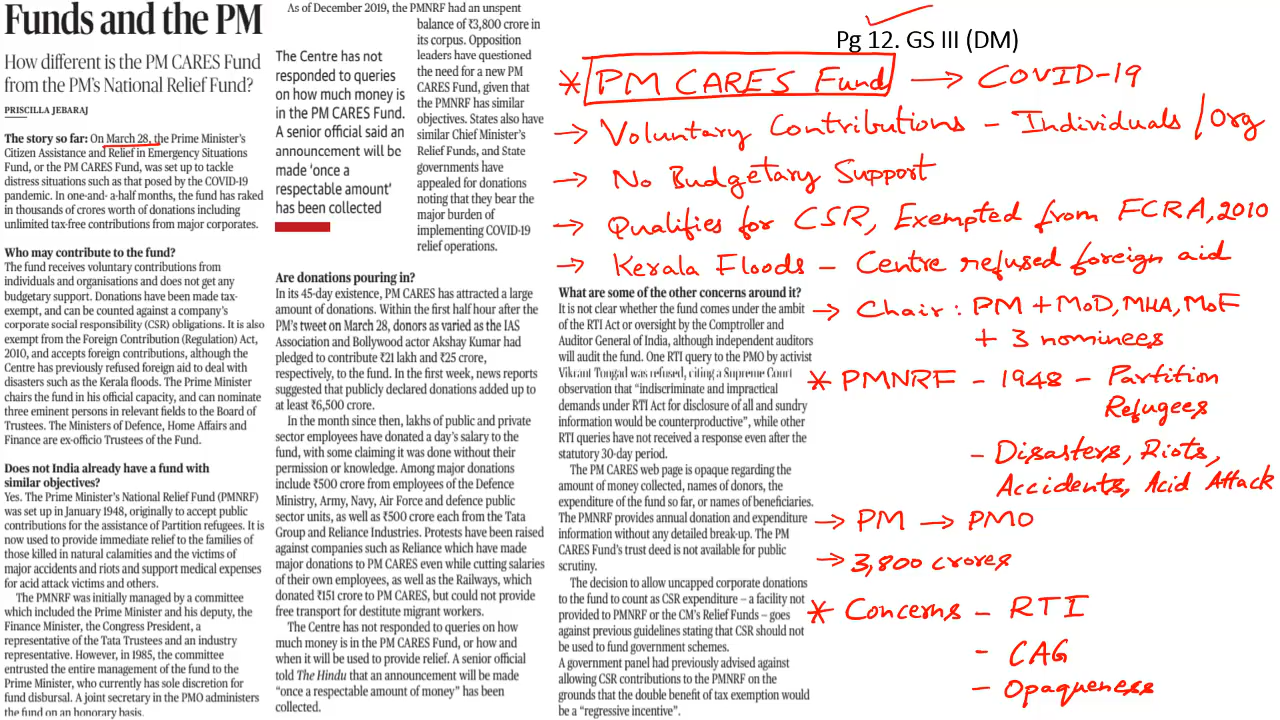 Funds and the PM
How different is the PM CARES Fund
from the PM's National Relief Fund?
PRISCILLA JEBARAJ
The story so far: On March 28, the Prime Minister's
Citizen Assistance and Relief in Emergency Situations
Fund, or the PM CARES Fund, was set up to tackle
distress situations such as that posed by the COVID-19
pandemic. In one-and-a-half months, the fund has raked
in thousands of crores worth of donations including
unlimited tax-free contributions from major corporates.
Who may contribute to the fund?
The fund receives voluntary contributions from
individuals and organisations and does not get any
budgetary support. Donations have been made tax-
exempt, and can be counted against a company's
corporate social responsibility (CSR) obligations. It is also
exempt from the Foreign Contribution (Regulation) Act,
2010, and accepts foreign contributions, although the
Centre has previously refused foreign aid to deal with
disasters such as the Kerala floods. The Prime Minister
chairs the fund in his official capacity, and can nominate
three eminent persons in relevant fields to the Board of
Trustees. The Ministers of Defence, Home Affairs and
Finance are ex-officio Trustees of the Fund.
Does not India already have a fund with
similar objectives?
Yes. The Prime Minister's National Relief Fund (PMNRF)
was set up in January 1948, originally to accept public
contributions for the assistance of Partition refugees. It is
now used to provide immediate relief to the families of
those killed in natural calamities and the victims of
major accidents and riots and support medical expenses
for acid attack victims and others.
The PMNRF was initially managed by a committee
which included the Prime Minister and his deputy, the
Finance Minister, the Congress President, a
representative of the Tata Trustees and an industry
representative. However, in 1985, the committee
entrusted the entire management of the fund to the
Prime Minister, who currently has sole discretion for
fund disbursal. A joint secretary in the PMO administers
the fund on an honorary basis.
As of December 2019, the PMNRF had an unspent
balance of ₹3,800 crore in
its corpus. Opposition
leaders have questioned
the need for a new PM
CARES Fund, given that
the PMNRF has similar
objectives. States also have
similar Chief Minister's
Relief Funds, and State
governments have
appealed for donations
noting that they bear the
major burden of
implementing COVID-19
relief operations.
The Centre has not
responded to queries
on how much money is
in the PM CARES Fund.
A senior official said an
announcement will be
made 'once a
respectable amount'
has been collected
Are donations pouring in?
In its 45-day existence, PM CARES has attracted a large
amount of donations. Within the first half hour after the
PM's tweet on March 28, donors as varied as the IAS
Association and Bollywood actor Akshay Kumar had
pledged to contribute ₹21 lakh and ₹25 crore,
respectively, to the fund. In the first week, news reports
suggested that publicly declared donations added up to
at least ₹6,500 crore.
In the month since then, lakhs of public and private
sector employees have donated a day's salary to the
fund, with some claiming it was done without their
permission or knowledge. Among major donations
include ₹500 crore from employees of the Defence
Ministry, Army, Navy, Air Force and defence public
sector units, as well as ₹500 crore each from the Tata
Group and Reliance Industries. Protests have been raised
against companies such as Reliance which have made
major donations to PM CARES even while cutting salaries
of their own employees, as well as the Railways, which
donated ₹151 crore to PM CARES, but could not provide
free transport for destitute migrant workers.
The Centre has not responded to queries on how
much money is in the PM CARES Fund, or how and
when it will be used to provide relief. A senior official
told The Hindu that an announcement will be made
"once a respectable amount of money" has been
collected.
What are some of the other concerns around it?
It is not clear whether the fund comes under the ambit
of the RTI Act or oversight by the Comptroller and
Auditor General of India, although independent auditors
will audit the fund. One RTI query to the PMO by activist
Vikrant Tongad was refused, citing a Supreme Court
observation that "indiscriminate and impractical
demands under RTI Act for disclosure of all and sundry
information would be counterproductive", while other
RTI queries have not received a response even after the
statutory 30-day period.
The PM CARES web page is opaque regarding the
amount of money collected, names of donors, the
expenditure of the fund so far, or names of beneficiaries.
The PMNRF provides annual donation and expenditure
information without any detailed break-up. The PM
CARES Fund's trust deed is not available for public
scrutiny.
The decision to allow uncapped corporate donations
to the fund to count as CSR expenditure – a facility not
provided to PMNRF or the CM's Relief Funds – goes
against previous guidelines stating that CSR should not
be used to fund government schemes.
A government panel had previously advised against
allowing CSR contributions to the PMNRF on the
grounds that the double benefit of tax exemption would
be a "regressive incentive".
Pg 12. GS III (DM)
* PM CARES Fund → COVID-19
→ Voluntary Contributions - Individuals/Org
→ No Budgetary Support
→ Qualifies for CSR, Exempted from FCRA, 2010
→ Kerala Floods - Centre refused foreign aid
→ Chair : PM + MoD, MHA, MoF
+ 3 nominees
* PMNRF - 1948 - Partition
Refugees
- Disasters, Riots,
Accidents, Acid Attack
→ PM → PMO
→ 3,800 crores
* Concerns - RTI
- CAG
- Opaqueness